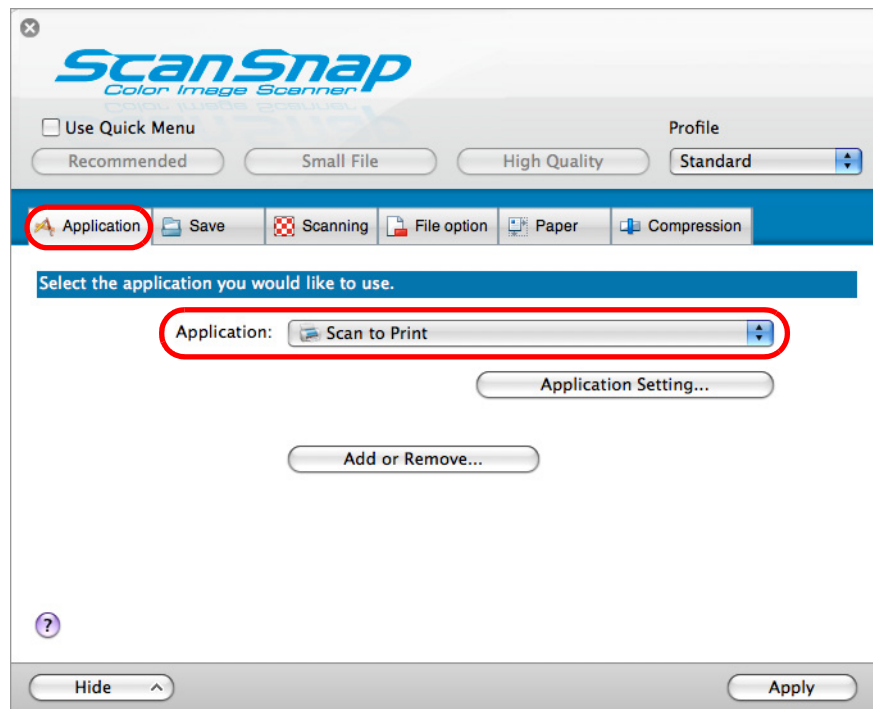 ScanSnap
Color Image Scanner
Use Quick Menu
Profile
Recommended Small File High Quality Standard
Application Save Scanning File option Paper Compression
Select the application you would like to use.
Application: Scan to Print
Application Setting...
Add or Remove...
?
Hide Apply